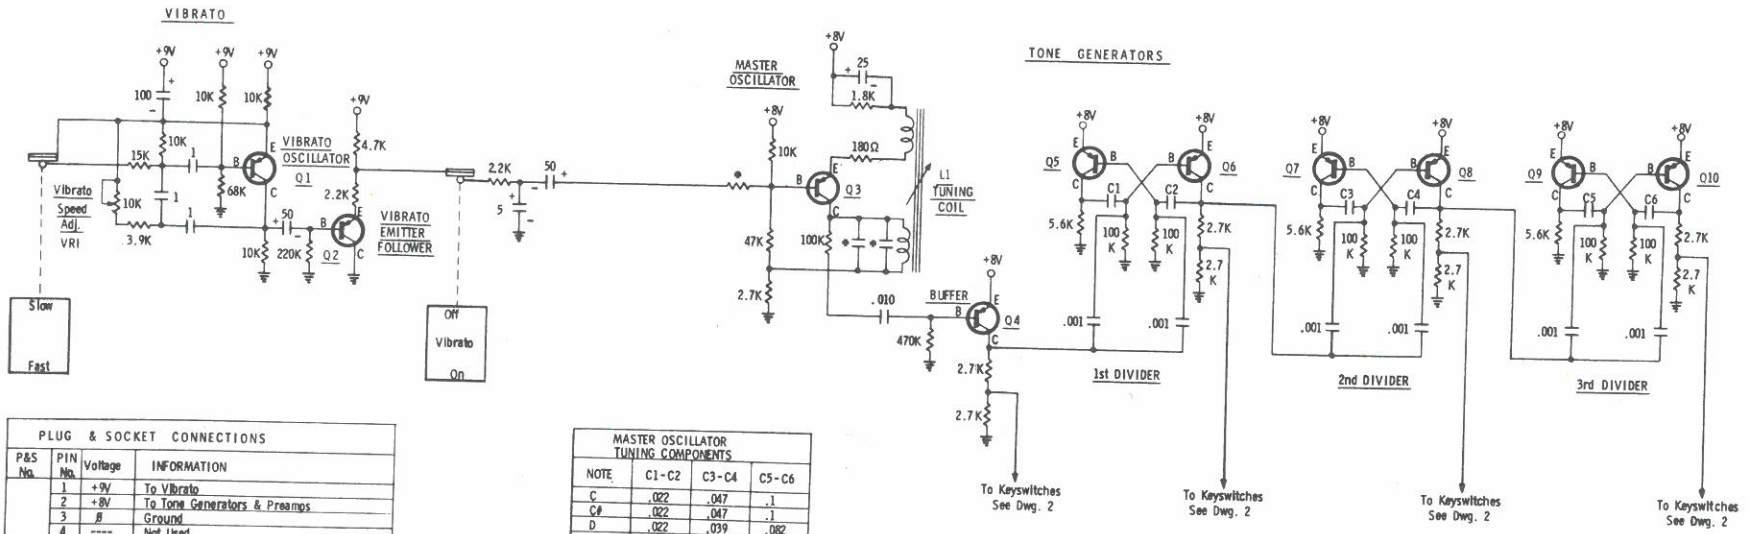 VIBRATO
+9V
+9V
+9V
100
+
-
10K
10K
10K
15K
1
1
68K
B
E
C
VIBRATO
OSCILLATOR
Q1
Vibrato
Speed
Adj.
VR1
10K
3.9K
1
10K
+50
-
220K
B
E
C
Q2
VIBRATO
EMITTER
FOLLOWER
+9V
4.7K
2.2K
Slow
Fast
Off
Vibrato
On
2.2K
5
+
-
50
-
+
MASTER
OSCILLATOR
+8V
10K
47K
2.7K
+8V
25
+
-
1.8K
180Ω
B
E
C
Q3
100K
L1
TUNING
COIL
.010
BUFFER
470K
+8V
B
E
C
Q4
2.7K
2.7K
To Keyswitches
See Dwg. 2
TONE GENERATORS
+8V
+8V
E
E
Q5
B
B
Q6
C
C
C1
C2
5.6K
100
K
100
K
2.7K
2.7
K
.001
.001
1st DIVIDER
To Keyswitches
See Dwg. 2
+8V
+8V
E
E
Q7
B
B
Q8
C
C
C3
C4
5.6K
100
K
100
K
2.7K
2.7
K
.001
.001
2nd DIVIDER
To Keyswitches
See Dwg. 2
+8V
+8V
E
E
Q9
B
B
Q10
C
C
C5
C6
5.6K
100
K
100
K
2.7K
2.7
K
.001
.001
3rd DIVIDER
To Keyswitches
See Dwg. 2
PLUG & SOCKET CONNECTIONS
P&S No. PIN No. Voltage INFORMATION
1 +9V To Vibrato
2 +8V To Tone Generators & Preamps
3 Ø Ground
4 ---- Not Used
MASTER OSCILLATOR
TUNING COMPONENTS
NOTE C1-C2 C3-C4 C5-C6
C .022 .047 .1
C# .022 .047 .1
D .022 .039 .082